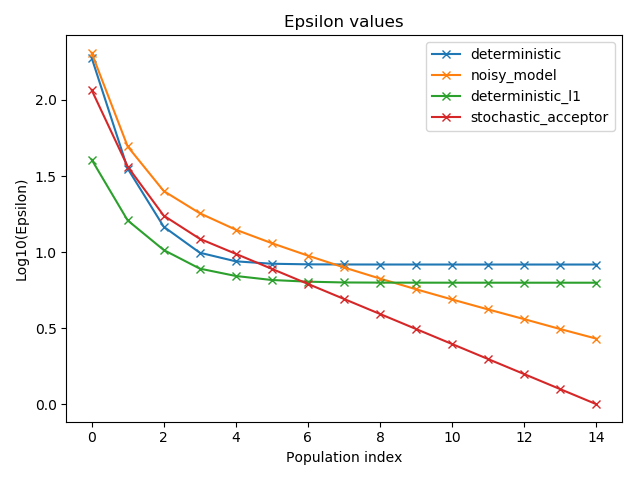 Epsilon values
deterministic
noisy_model
deterministic_l1
stochastic_acceptor
2.0
1.5
1.0
0.5
0.0
Log10(Epsilon)
0 2 4 6 8 10 12 14
Population index